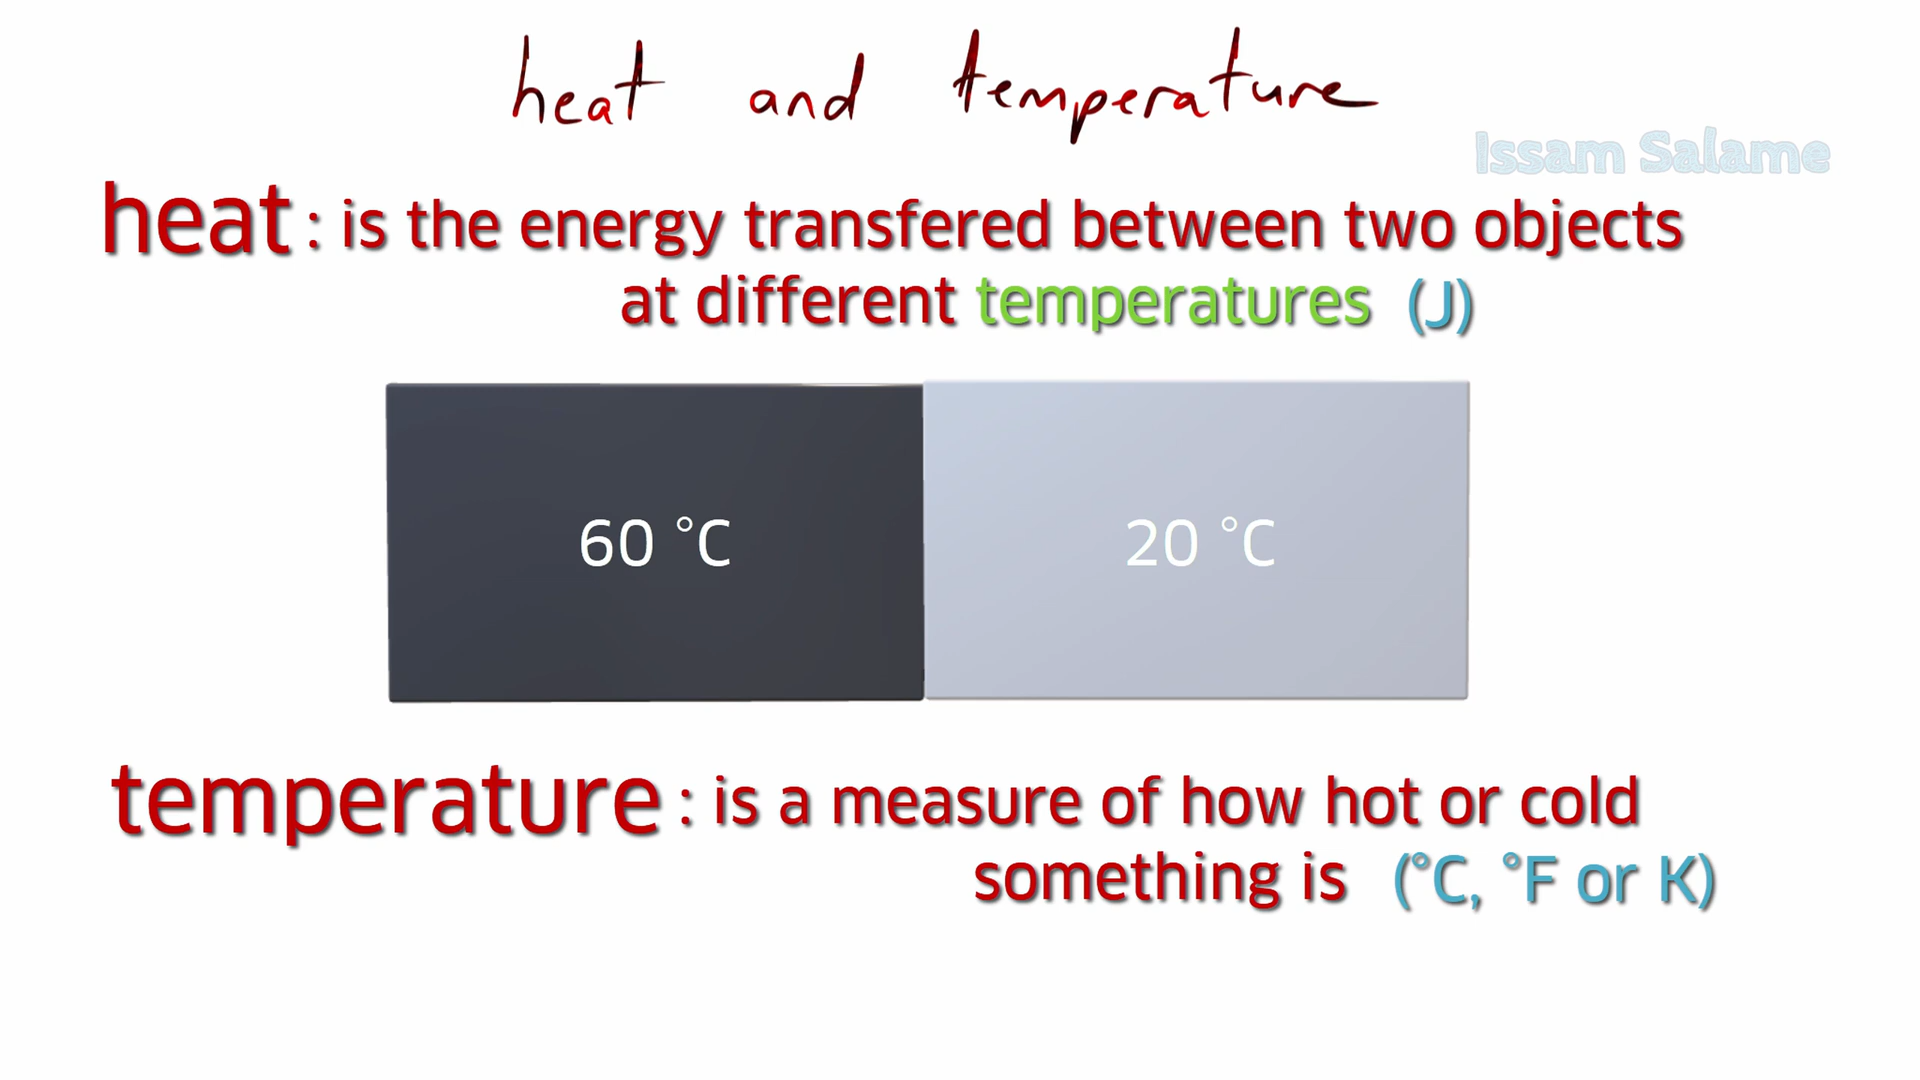 heat and temperature
Issam Salame
heat : is the energy transfered between two objects
at different temperatures (J)
60 °C
20 °C
temperature : is a measure of how hot or cold
something is (°C, °F or K)